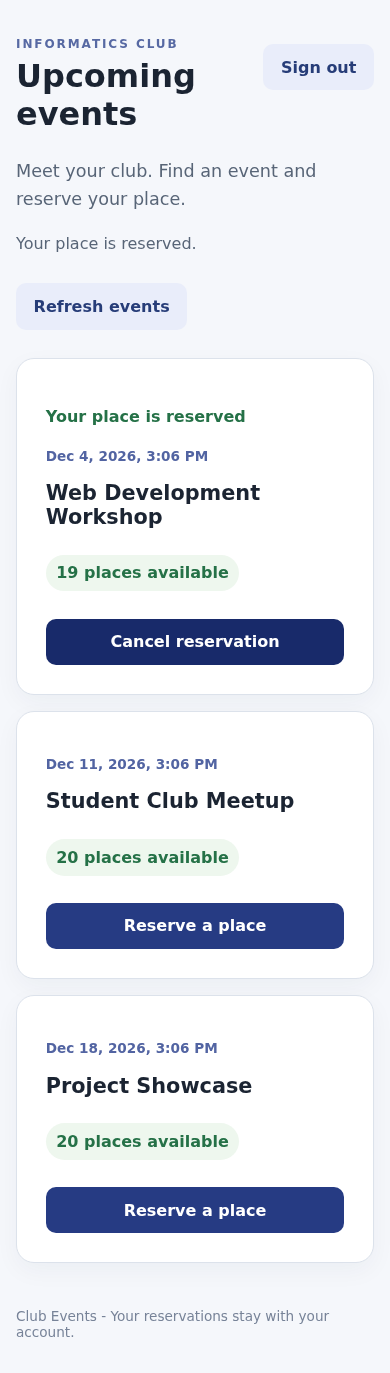 INFORMATICS CLUB
Upcoming
events
Sign out
Meet your club. Find an event and
reserve your place.
Your place is reserved.
Refresh events
Your place is reserved
Dec 4, 2026, 3:06 PM
Web Development
Workshop
19 places available
Cancel reservation
Dec 11, 2026, 3:06 PM
Student Club Meetup
20 places available
Reserve a place
Dec 18, 2026, 3:06 PM
Project Showcase
20 places available
Reserve a place
Club Events - Your reservations stay with your
account.